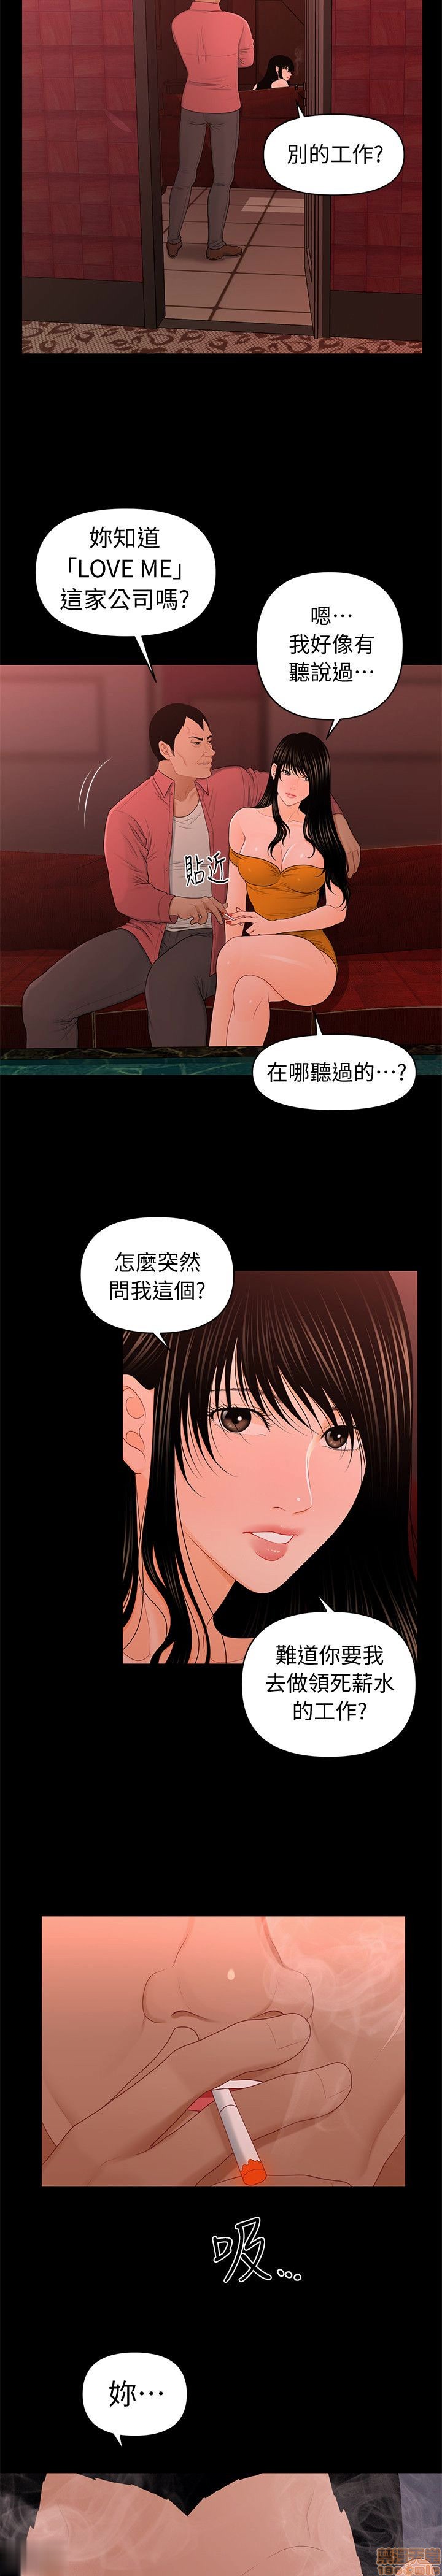 別的工作?
妳知道
「LOVE ME」
這家公司嗎?
嗯⋯
我好像有
聽說過⋯
貼近
在哪聽過的⋯?
怎麼突然
問我這個?
難道你要我
去做領死薪水
的工作?
吸...
妳⋯